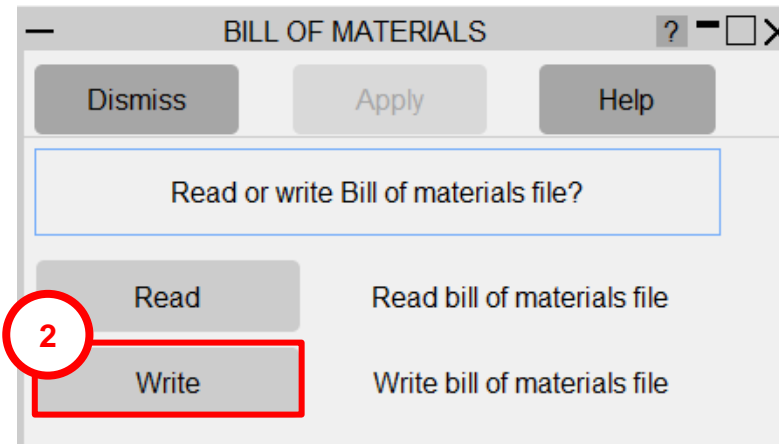 BILL OF MATERIALS ?
Dismiss Apply Help
Read or write Bill of materials file?
Read Read bill of materials file
2
Write Write bill of materials file